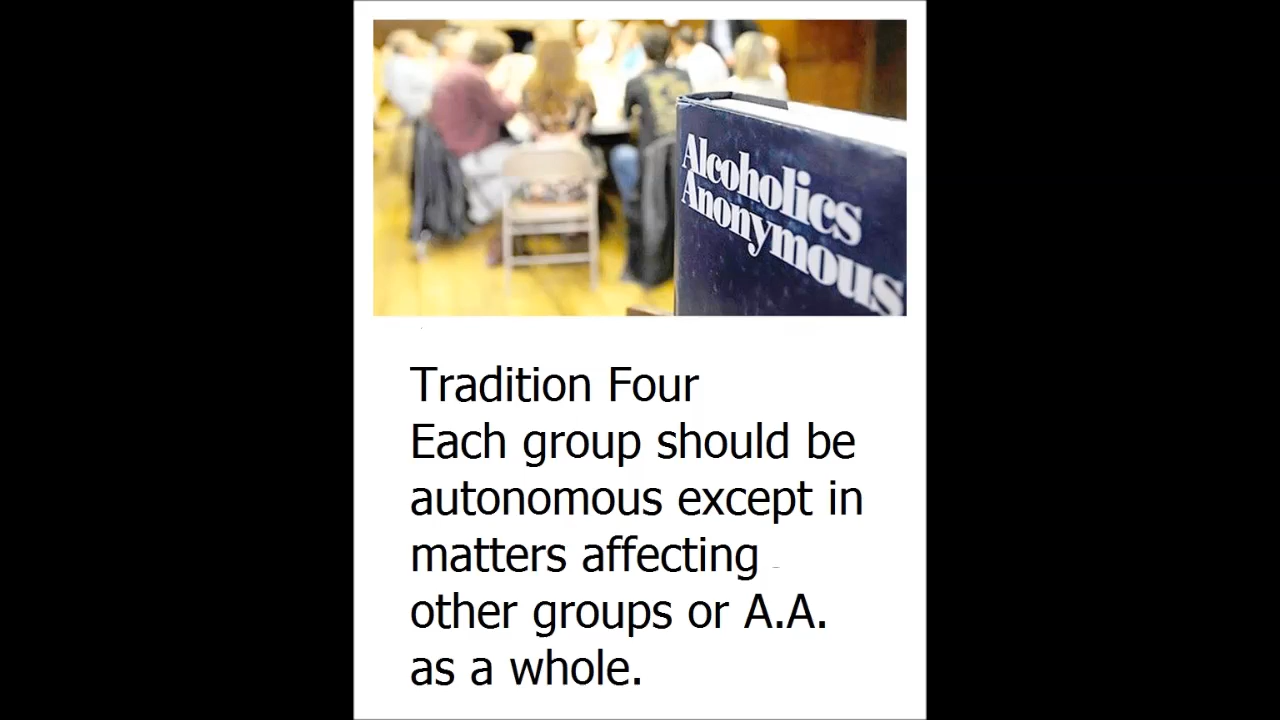 Alcoholics
Anonymous
Tradition Four
Each group should be
autonomous except in
matters affecting
other groups or A.A.
as a whole.